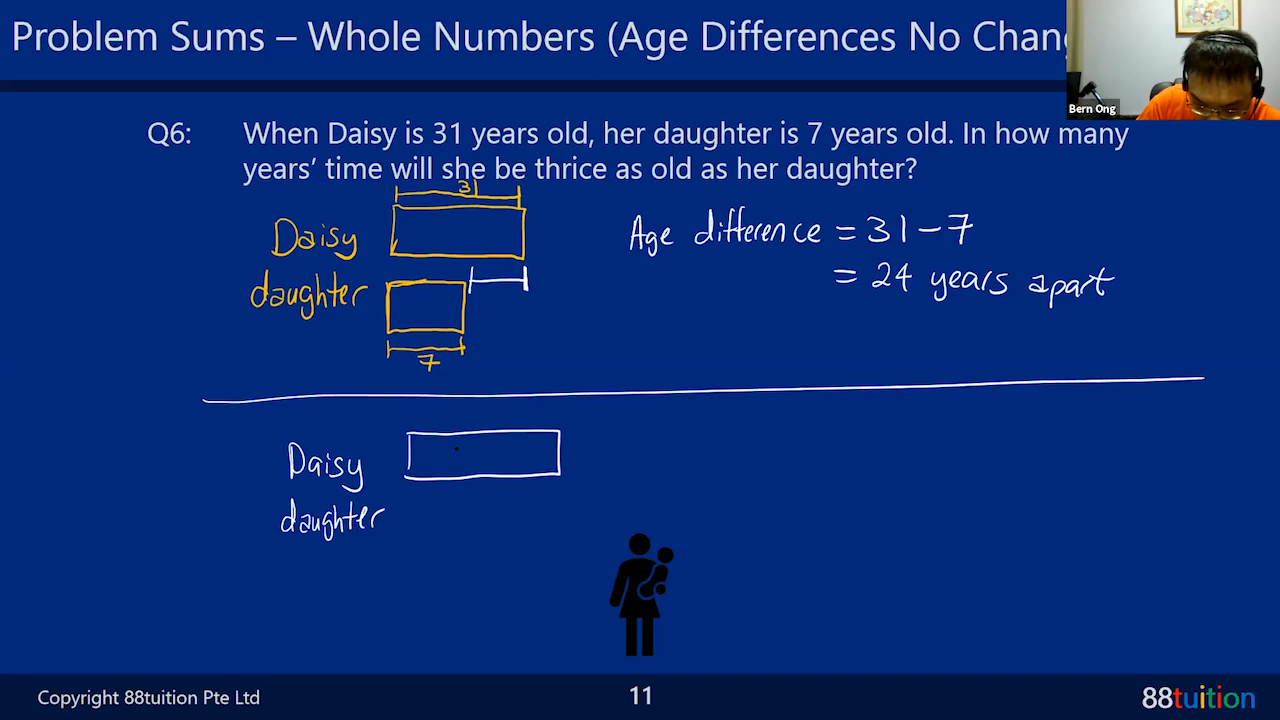 Problem Sums – Whole Numbers (Age Differences No Chang
Bern Ong
Q6: When Daisy is 31 years old, her daughter is 7 years old. In how many
years’ time will she be thrice as old as her daughter?
31
Daisy
daughter
7
Age difference = 31 – 7
= 24 years apart
Daisy
daughter
Copyright 88tuition Pte Ltd
11
88tuition